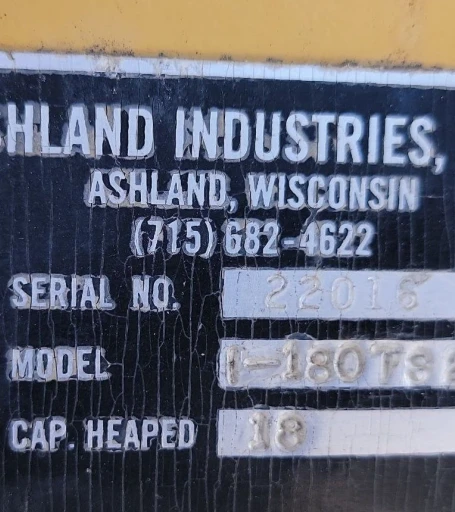 HLAND INDUSTRIES,
ASHLAND, WISCONSIN
(715) 682-4622
SERIAL NO. 22016
MODEL I-180TS
CAP. HEAPED 18